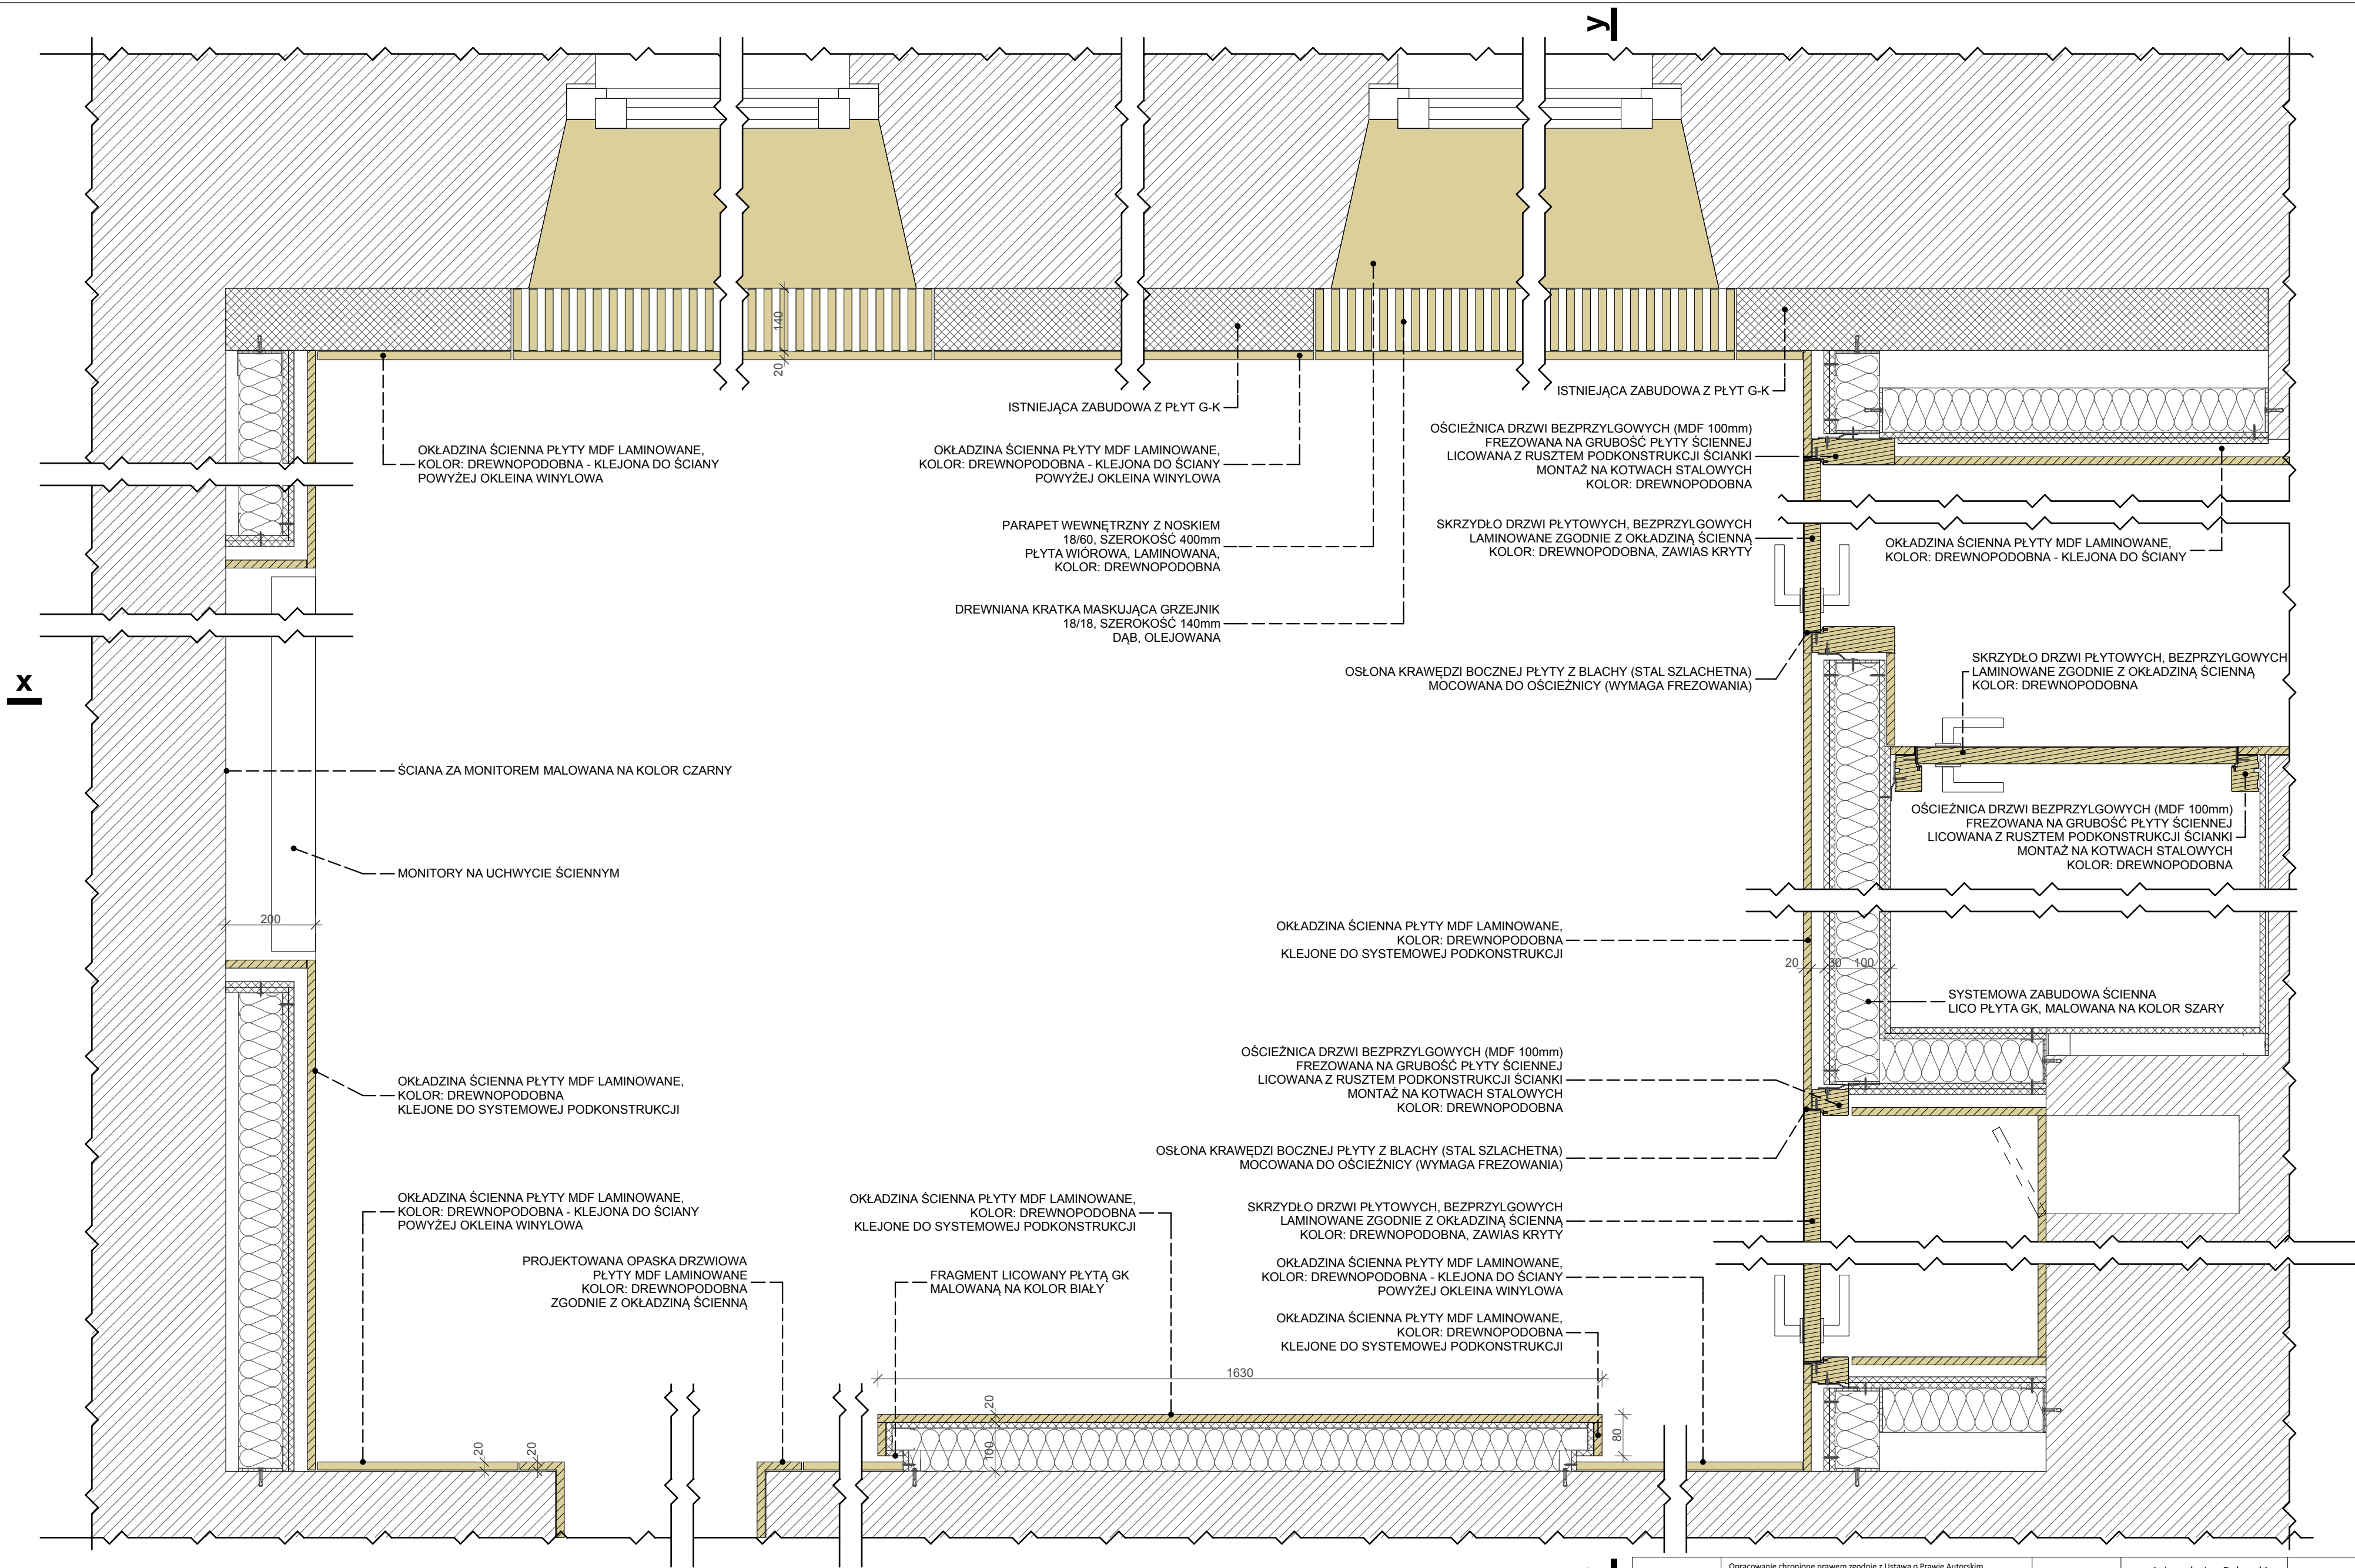 y
140
20
ISTNIEJĄCA ZABUDOWA Z PŁYT G-K
ISTNIEJĄCA ZABUDOWA Z PŁYT G-K
OKŁADZINA ŚCIENNA PŁYTY MDF LAMINOWANE,
KOLOR: DREWNOPODOBNA - KLEJONA DO ŚCIANY
POWYŻEJ OKLEINA WINYLOWA
OKŁADZINA ŚCIENNA PŁYTY MDF LAMINOWANE,
KOLOR: DREWNOPODOBNA - KLEJONA DO ŚCIANY
POWYŻEJ OKLEINA WINYLOWA
OŚCIEŻNICA DRZWI BEZPRZYLGOWYCH (MDF 100mm)
FREZOWANA NA GRUBOŚĆ PŁYTY ŚCIENNEJ
LICOWANA Z RUSZTEM PODKONSTRUKCJI ŚCIANKI
MONTAŻ NA KOTWACH STALOWYCH
KOLOR: DREWNOPODOBNA
PARAPET WEWNĘTRZNY Z NOSKIEM
18/60, SZEROKOŚĆ 400mm
PŁYTA WIÓROWA, LAMINOWANA,
KOLOR: DREWNOPODOBNA
SKRZYDŁO DRZWI PŁYTOWYCH, BEZPRZYLGOWYCH
LAMINOWANE ZGODNIE Z OKŁADZINĄ ŚCIENNĄ
KOLOR: DREWNOPODOBNA, ZAWIAS KRYTY
OKŁADZINA ŚCIENNA PŁYTY MDF LAMINOWANE,
KOLOR: DREWNOPODOBNA - KLEJONA DO ŚCIANY
DREWNIANA KRATKA MASKUJĄCA GRZEJNIK
18/18, SZEROKOŚĆ 140mm
DĄB, OLEJOWANA
x
OSŁONA KRAWĘDZI BOCZNEJ PŁYTY Z BLACHY (STAL SZLACHETNA)
MOCOWANA DO OŚCIEŻNICY (WYMAGA FREZOWANIA)
SKRZYDŁO DRZWI PŁYTOWYCH, BEZPRZYLGOWYCH
LAMINOWANE ZGODNIE Z OKŁADZINĄ ŚCIENNĄ
KOLOR: DREWNOPODOBNA
ŚCIANA ZA MONITOREM MALOWANA NA KOLOR CZARNY
OŚCIEŻNICA DRZWI BEZPRZYLGOWYCH (MDF 100mm)
FREZOWANA NA GRUBOŚĆ PŁYTY ŚCIENNEJ
LICOWANA Z RUSZTEM PODKONSTRUKCJI ŚCIANKI
MONTAŻ NA KOTWACH STALOWYCH
KOLOR: DREWNOPODOBNA
MONITORY NA UCHWYCIE ŚCIENNYM
200
OKŁADZINA ŚCIENNA PŁYTY MDF LAMINOWANE,
KOLOR: DREWNOPODOBNA
KLEJONE DO SYSTEMOWEJ PODKONSTRUKCJI
20 30 100
SYSTEMOWA ZABUDOWA ŚCIENNA
LICO PŁYTA GK, MALOWANA NA KOLOR SZARY
OŚCIEŻNICA DRZWI BEZPRZYLGOWYCH (MDF 100mm)
FREZOWANA NA GRUBOŚĆ PŁYTY ŚCIENNEJ
LICOWANA Z RUSZTEM PODKONSTRUKCJI ŚCIANKI
MONTAŻ NA KOTWACH STALOWYCH
KOLOR: DREWNOPODOBNA
OKŁADZINA ŚCIENNA PŁYTY MDF LAMINOWANE,
KOLOR: DREWNOPODOBNA
KLEJONE DO SYSTEMOWEJ PODKONSTRUKCJI
OSŁONA KRAWĘDZI BOCZNEJ PŁYTY Z BLACHY (STAL SZLACHETNA)
MOCOWANA DO OŚCIEŻNICY (WYMAGA FREZOWANIA)
OKŁADZINA ŚCIENNA PŁYTY MDF LAMINOWANE,
KOLOR: DREWNOPODOBNA - KLEJONA DO ŚCIANY
POWYŻEJ OKLEINA WINYLOWA
OKŁADZINA ŚCIENNA PŁYTY MDF LAMINOWANE,
KOLOR: DREWNOPODOBNA
KLEJONE DO SYSTEMOWEJ PODKONSTRUKCJI
SKRZYDŁO DRZWI PŁYTOWYCH, BEZPRZYLGOWYCH
LAMINOWANE ZGODNIE Z OKŁADZINĄ ŚCIENNĄ
KOLOR: DREWNOPODOBNA, ZAWIAS KRYTY
PROJEKTOWANA OPASKA DRZWIOWA
PŁYTY MDF LAMINOWANE
KOLOR: DREWNOPODOBNA
ZGODNIE Z OKŁADZINĄ ŚCIENNĄ
FRAGMENT LICOWANY PŁYTĄ GK
MALOWANĄ NA KOLOR BIAŁY
OKŁADZINA ŚCIENNA PŁYTY MDF LAMINOWANE,
KOLOR: DREWNOPODOBNA - KLEJONA DO ŚCIANY
POWYŻEJ OKLEINA WINYLOWA
OKŁADZINA ŚCIENNA PŁYTY MDF LAMINOWANE,
KOLOR: DREWNOPODOBNA
KLEJONE DO SYSTEMOWEJ PODKONSTRUKCJI
1630
20
100
80
20
20
Opracowanie chronione prawem zgodnie z Ustawą o Prawie Autorskim